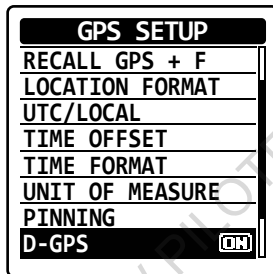 GPS SETUP
RECALL GPS + F
LOCATION FORMAT
UTC/LOCAL
TIME OFFSET
TIME FORMAT
UNIT OF MEASURE
PINNING
D-GPS ON